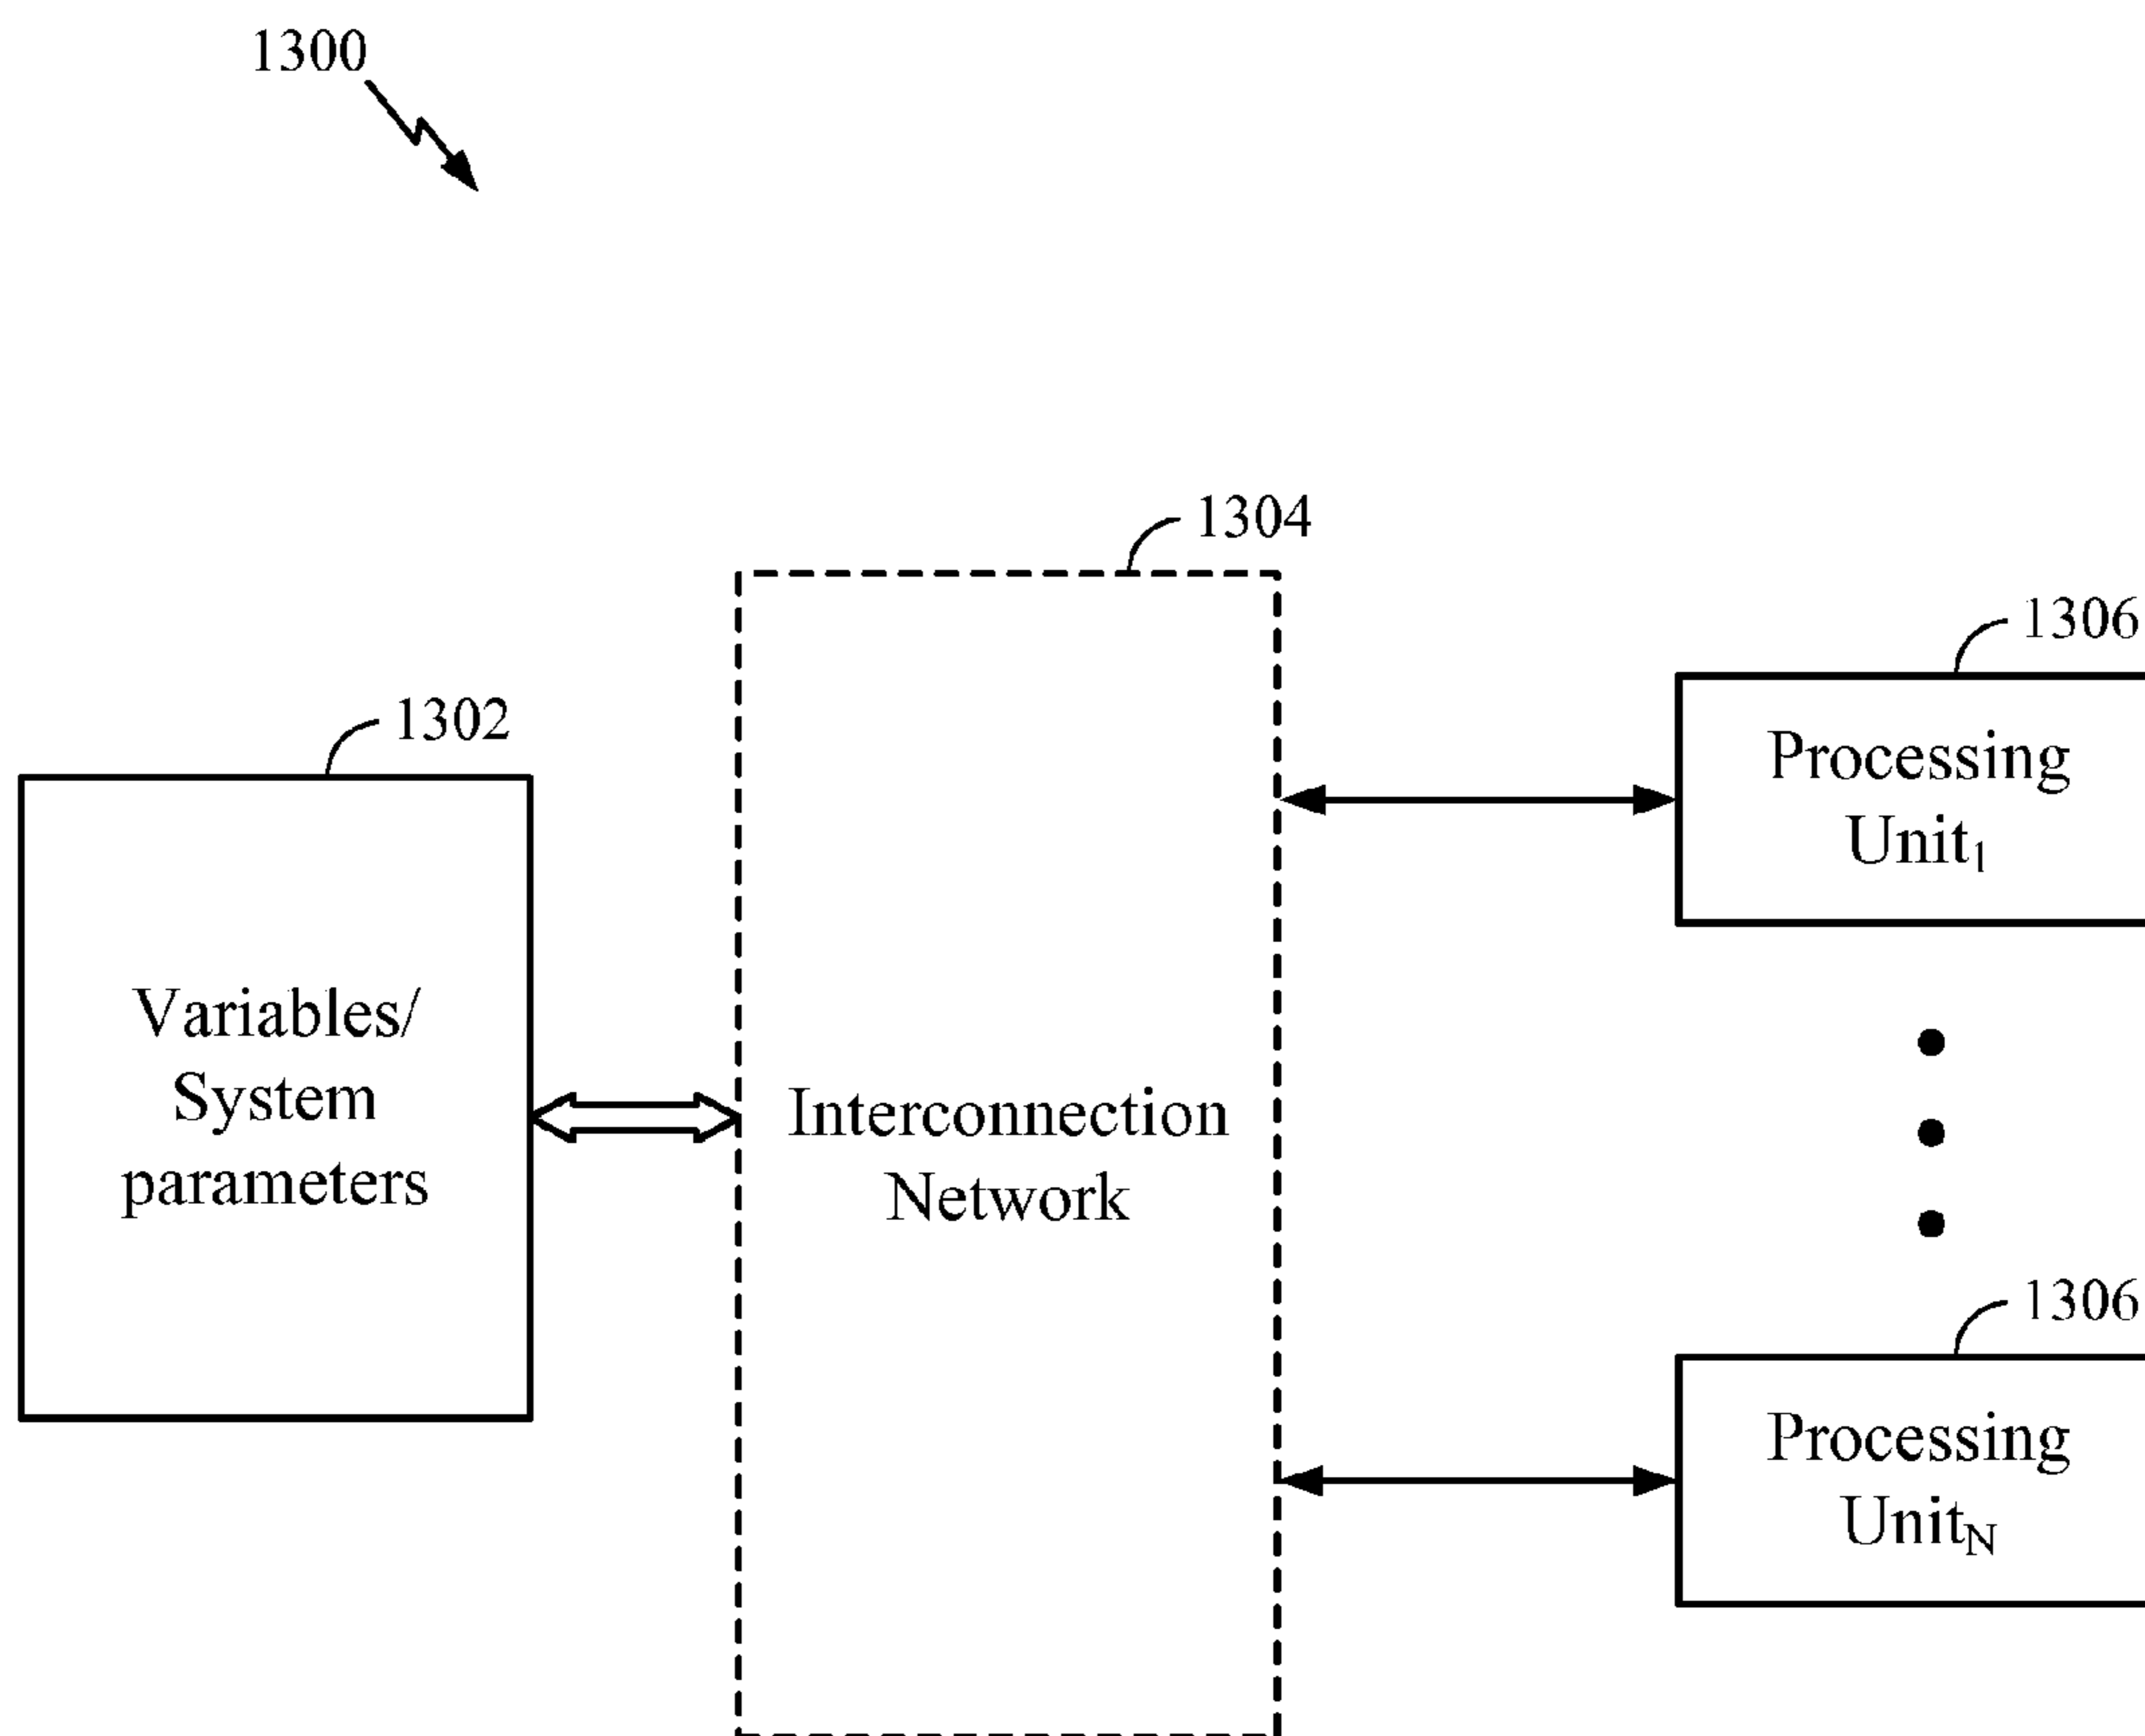 1300
1304
1306
1302
Processing
Unit1
Variables/
System
parameters
Interconnection
Network
1306
Processing
UnitN